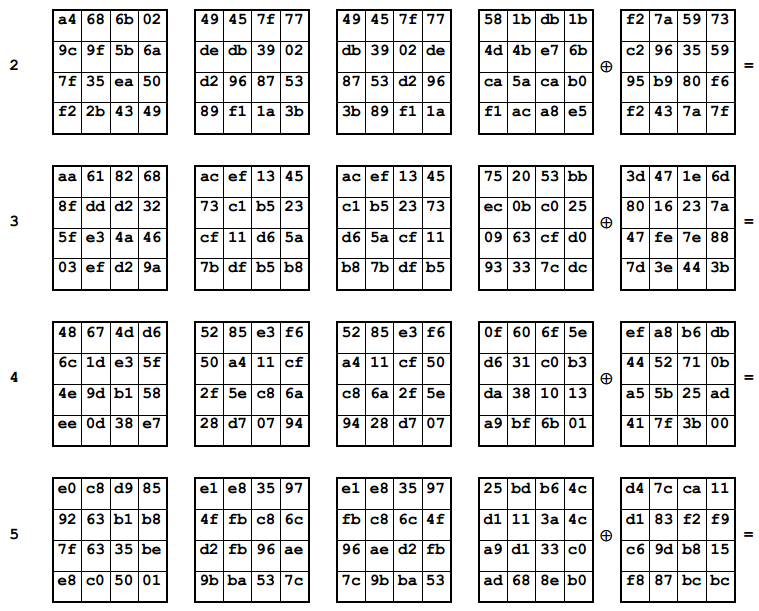 a4 68 6b 02 49 45 7f 77 49 45 7f 77 58 1b db 1b f2 7a 59 73
9c 9f 5b 6a de db 39 02 db 39 02 de 4d 4b e7 6b c2 96 35 59
2 ⊕ =
7f 35 ea 50 d2 96 87 53 87 53 d2 96 ca 5a ca b0 95 b9 80 f6
f2 2b 43 49 89 f1 1a 3b 3b 89 f1 1a f1 ac a8 e5 f2 43 7a 7f
aa 61 82 68 ac ef 13 45 ac ef 13 45 75 20 53 bb 3d 47 1e 6d
8f dd d2 32 73 c1 b5 23 c1 b5 23 73 ec 0b c0 25 80 16 23 7a
3 ⊕ =
5f e3 4a 46 cf 11 d6 5a d6 5a cf 11 09 63 cf d0 47 fe 7e 88
03 ef d2 9a 7b df b5 b8 b8 7b df b5 93 33 7c dc 7d 3e 44 3b
48 67 4d d6 52 85 e3 f6 52 85 e3 f6 0f 60 6f 5e ef a8 b6 db
6c 1d e3 5f 50 a4 11 cf a4 11 cf 50 d6 31 c0 b3 44 52 71 0b
4 ⊕ =
4e 9d b1 58 2f 5e c8 6a c8 6a 2f 5e da 38 10 13 a5 5b 25 ad
ee 0d 38 e7 28 d7 07 94 94 28 d7 07 a9 bf 6b 01 41 7f 3b 00
e0 c8 d9 85 e1 e8 35 97 e1 e8 35 97 25 bd b6 4c d4 7c ca 11
92 63 b1 b8 4f fb c8 6c fb c8 6c 4f d1 11 3a 4c d1 83 f2 f9
5 ⊕ =
7f 63 35 be d2 fb 96 ae 96 ae d2 fb a9 d1 33 c0 c6 9d b8 15
e8 c0 50 01 9b ba 53 7c 7c 9b ba 53 ad 68 8e b0 f8 87 bc bc